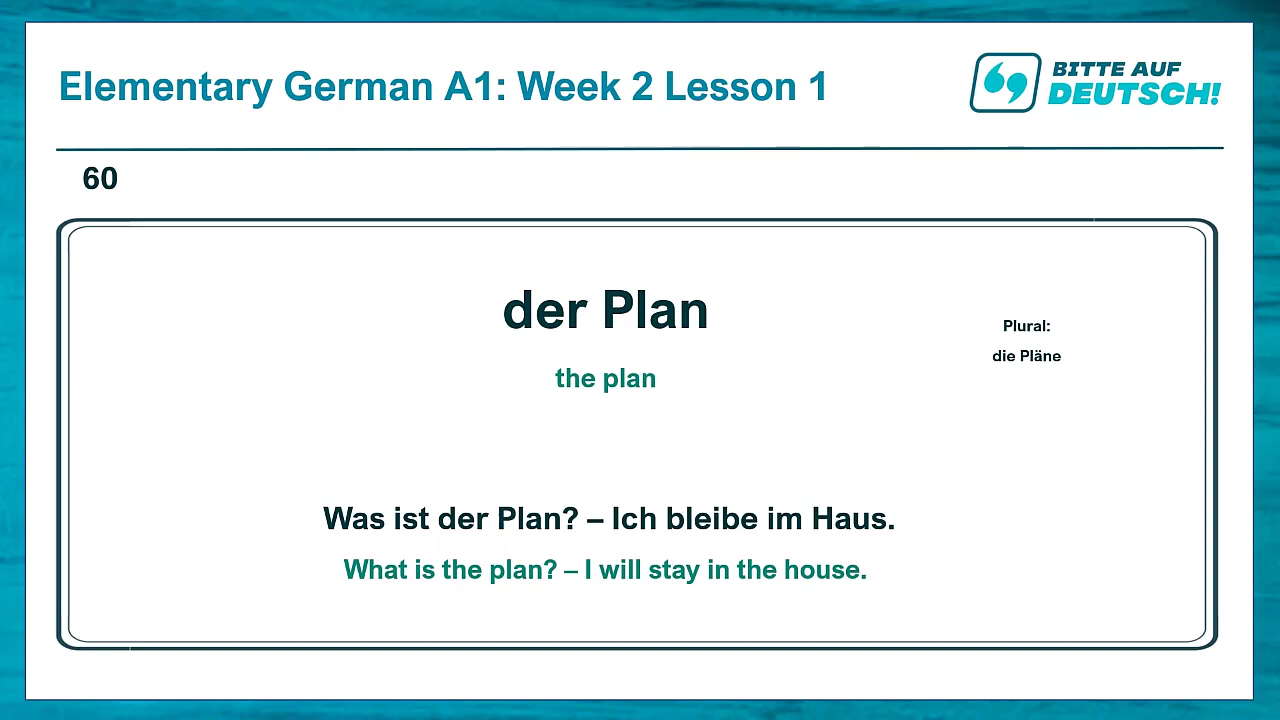 Elementary German A1: Week 2 Lesson 1
BITTE AUF
DEUTSCH!
60
der Plan
the plan
Plural:
die Pläne
Was ist der Plan? – Ich bleibe im Haus.
What is the plan? – I will stay in the house.